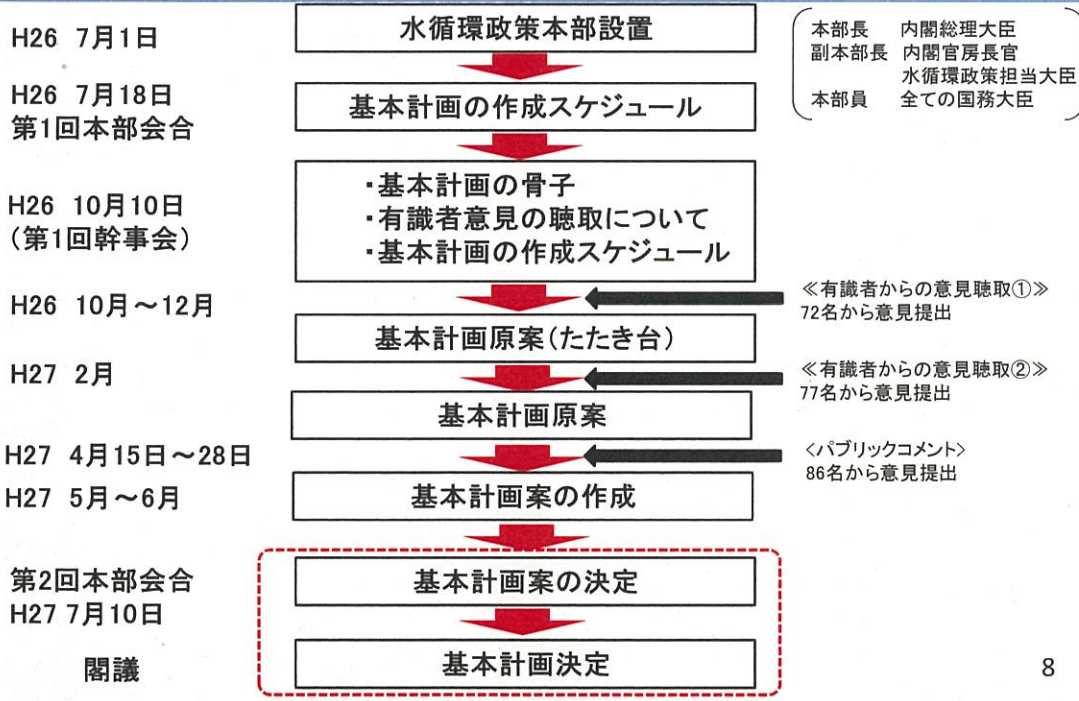 H26 7月1日
水循環政策本部設置
本部長 内閣総理大臣
副本部長 内閣官房長官
水循環政策担当大臣
本部員 全ての国務大臣
H26 7月18日
第1回本部会合
基本計画の作成スケジュール
H26 10月10日
(第1回幹事会)
・基本計画の骨子
・有識者意見の聴取について
・基本計画の作成スケジュール
H26 10月～12月
≪有識者からの意見聴取①≫
72名から意見提出
基本計画原案(たたき台)
H27 2月
≪有識者からの意見聴取②≫
77名から意見提出
基本計画原案
H27 4月15日～28日
<パブリックコメント>
86名から意見提出
H27 5月～6月
基本計画案の作成
第2回本部会合
H27 7月10日
基本計画案の決定
閣議
基本計画決定
8